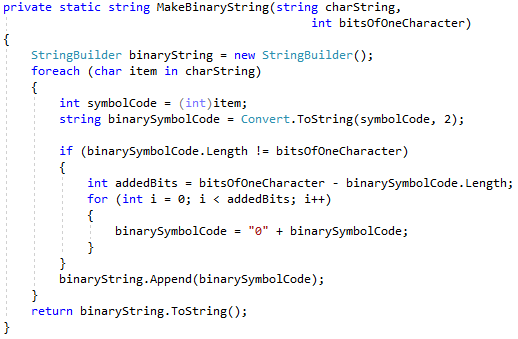 private static string MakeBinaryString(string charString,
                                       int bitsOfOneCharacter)
{
    StringBuilder binaryString = new StringBuilder();
    foreach (char item in charString)
    {
        int symbolCode = (int)item;
        string binarySymbolCode = Convert.ToString(symbolCode, 2);

        if (binarySymbolCode.Length != bitsOfOneCharacter)
        {
            int addedBits = bitsOfOneCharacter - binarySymbolCode.Length;
            for (int i = 0; i < addedBits; i++)
            {
                binarySymbolCode = "0" + binarySymbolCode;
            }
        }
        binaryString.Append(binarySymbolCode);
    }
    return binaryString.ToString();
}